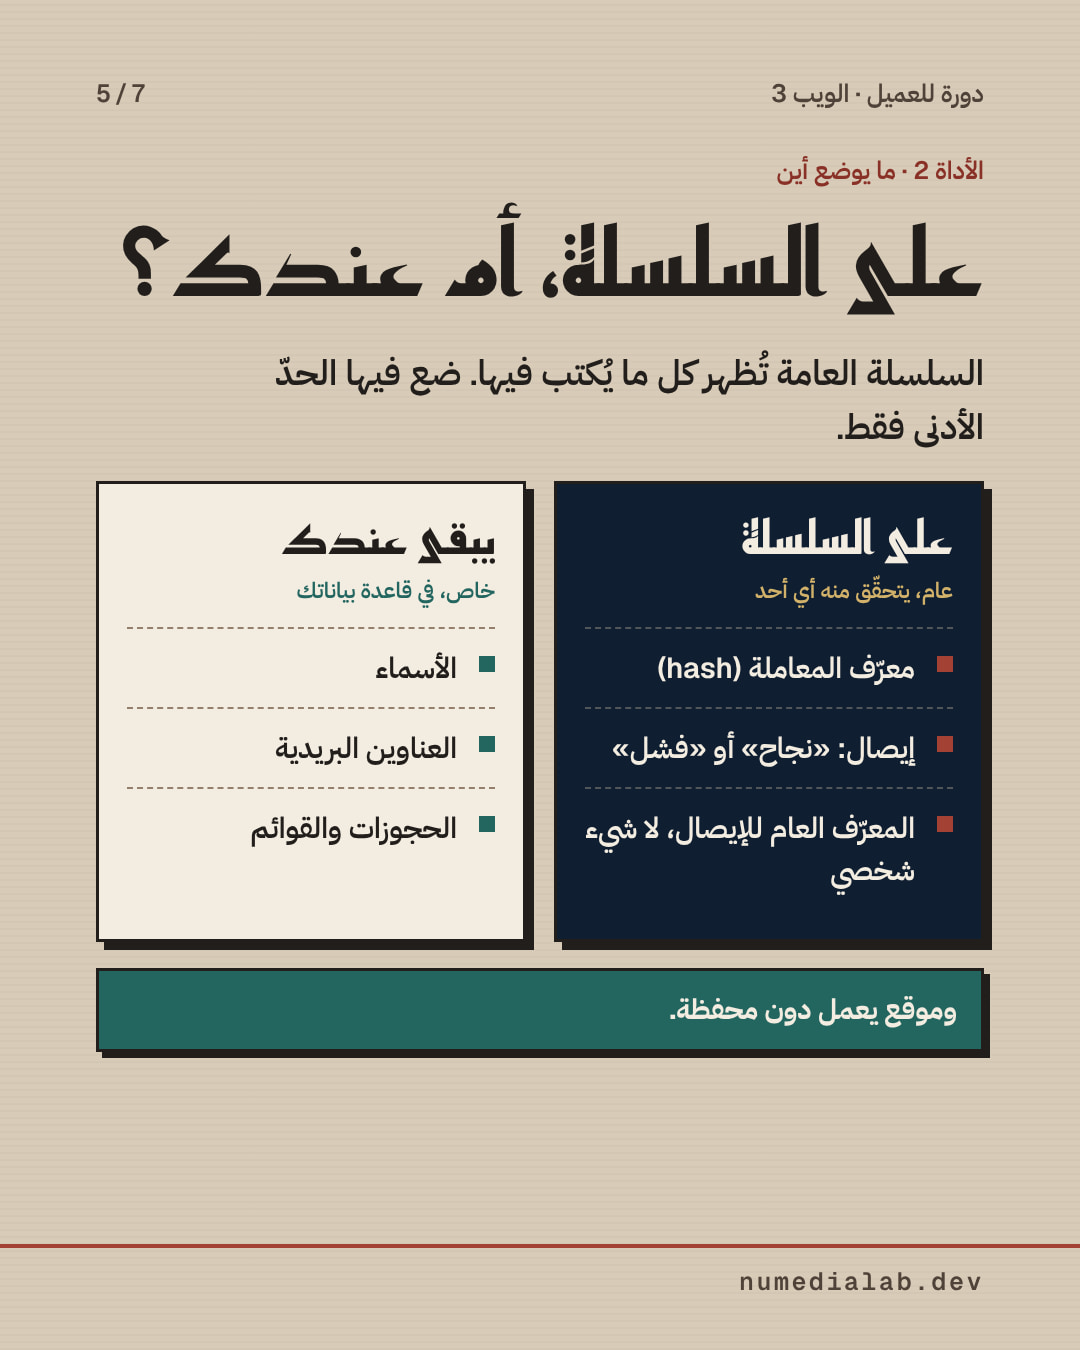 دورة للعميل · الويب 3
5 / 7
الأداة 2 · ما يوضع أين
على السلسلة، أم عندك؟
السلسلة العامة تُظهر كل ما يُكتب فيها. ضع فيها الحدّ
الأدنى فقط.
على السلسلة
عام، يتحقّق منه أي أحد
معرّف المعاملة (hash)
إيصال: «نجاح» أو «فشل»
المعرّف العام للإيصال، لا شيء
شخصي
يبقى عندك
خاص، في قاعدة بياناتك
الأسماء
العناوين البريدية
الحجوزات والقوائم
وموقع يعمل دون محفظة.
numedialab.dev